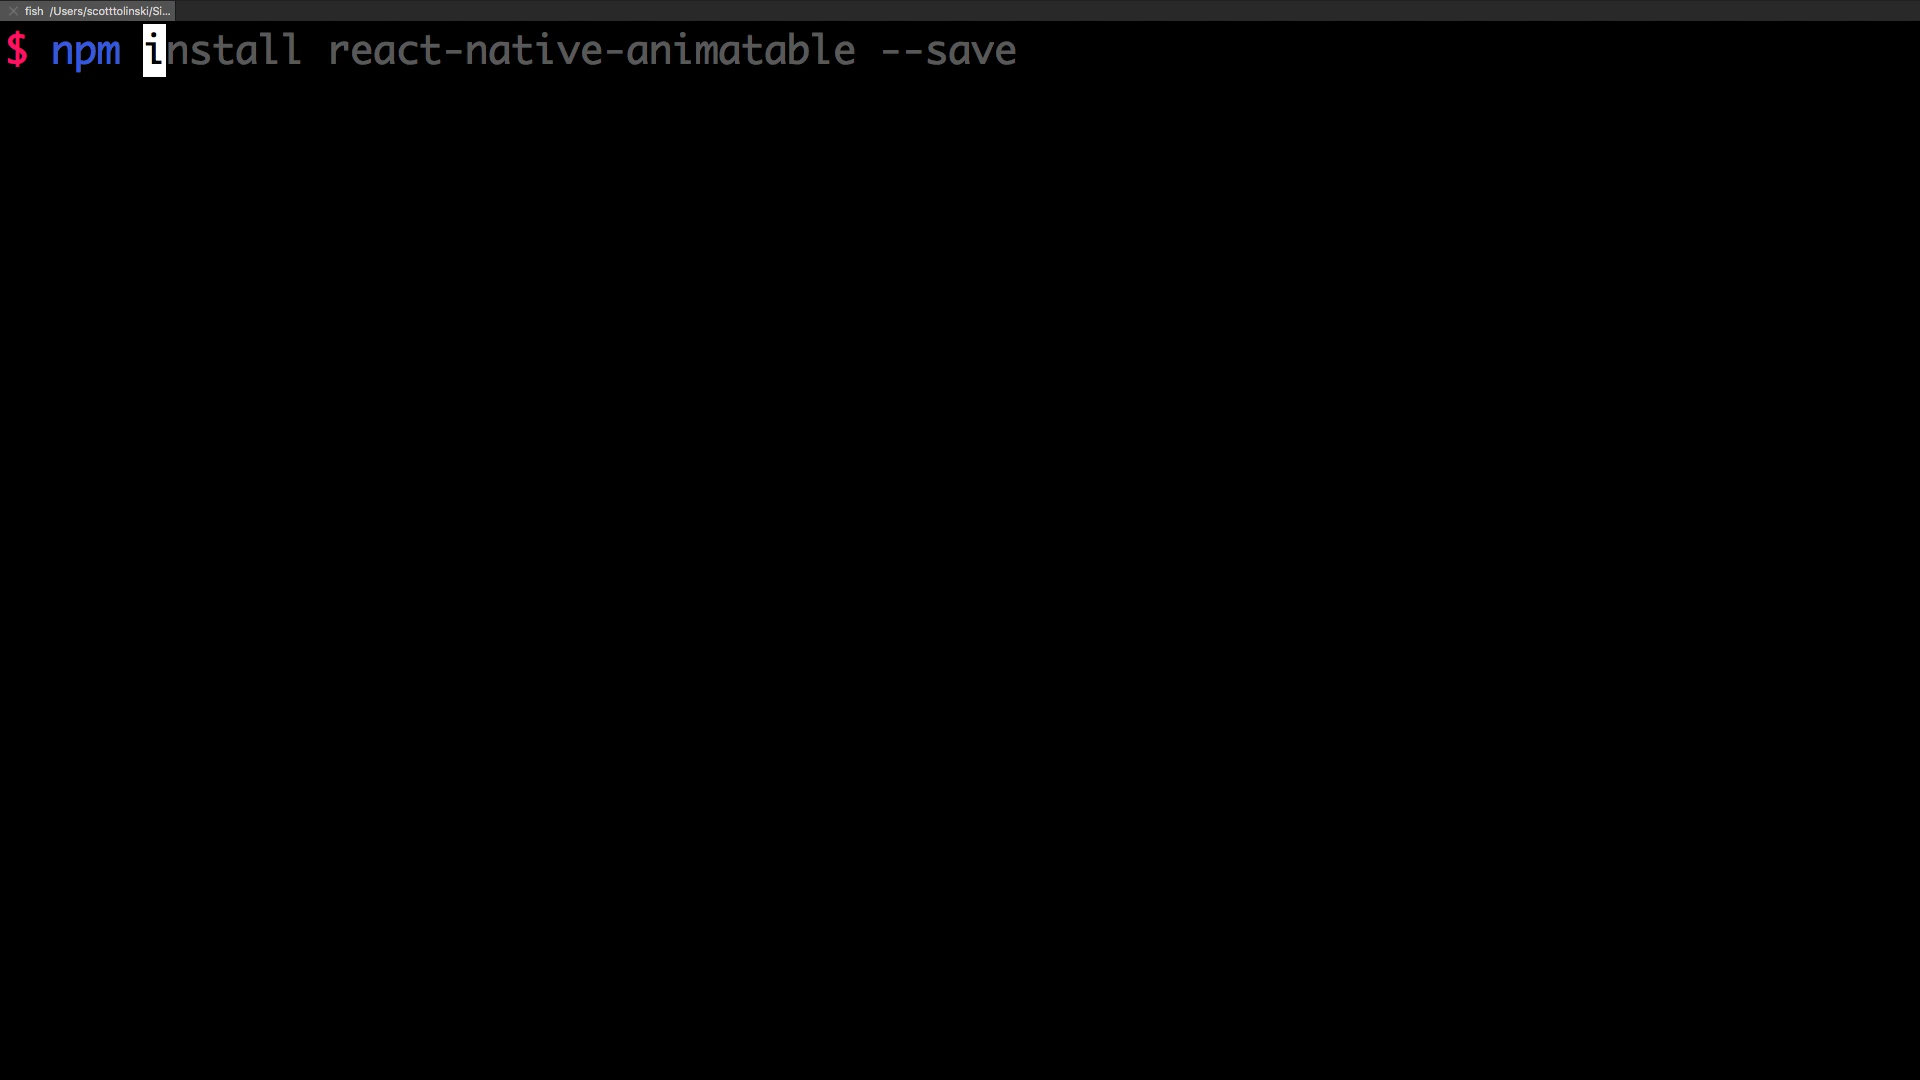 fish /Users/scotttolinski/Si...
$ npm install react-native-animatable --save